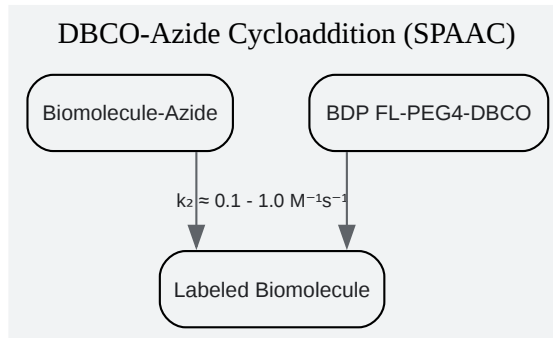 DBCO-Azide Cycloaddition (SPAAC)
Biomolecule-Azide
BDP FL-PEG4-DBCO
k₂ ≈ 0.1 - 1.0 M⁻¹s⁻¹
Labeled Biomolecule